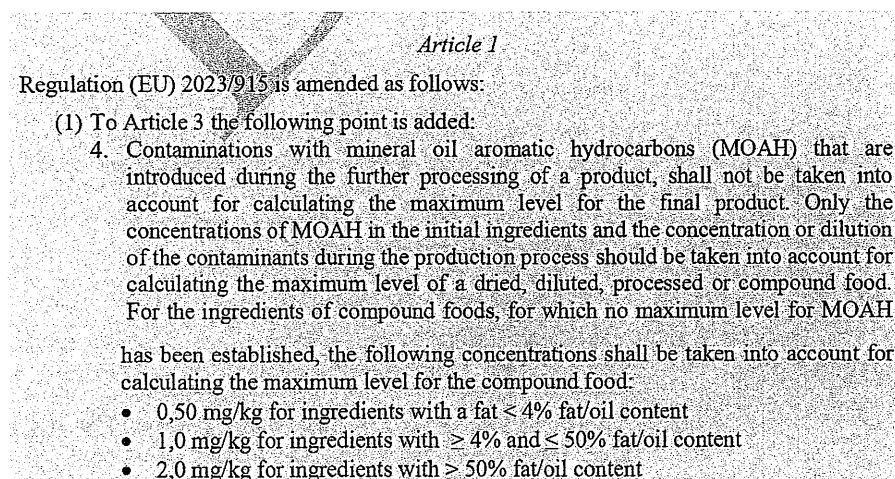 Article 1
Regulation (EU) 2023/915 is amended as follows:
(1) To Article 3 the following point is added:
4. Contaminations with mineral oil aromatic hydrocarbons (MOAH) that are
introduced during the further processing of a product, shall not be taken into
account for calculating the maximum level for the final product. Only the
concentrations of MOAH in the initial ingredients and the concentration or dilution
of the contaminants during the production process should be taken into account for
calculating the maximum level of a dried, diluted, processed or compound food.
For the ingredients of compound foods, for which no maximum level for MOAH
has been established, the following concentrations shall be taken into account for
calculating the maximum level for the compound food:
• 0,50 mg/kg for ingredients with a fat < 4% fat/oil content
• 1,0 mg/kg for ingredients with ≥ 4% and ≤ 50% fat/oil content
• 2,0 mg/kg for ingredients with > 50% fat/oil content